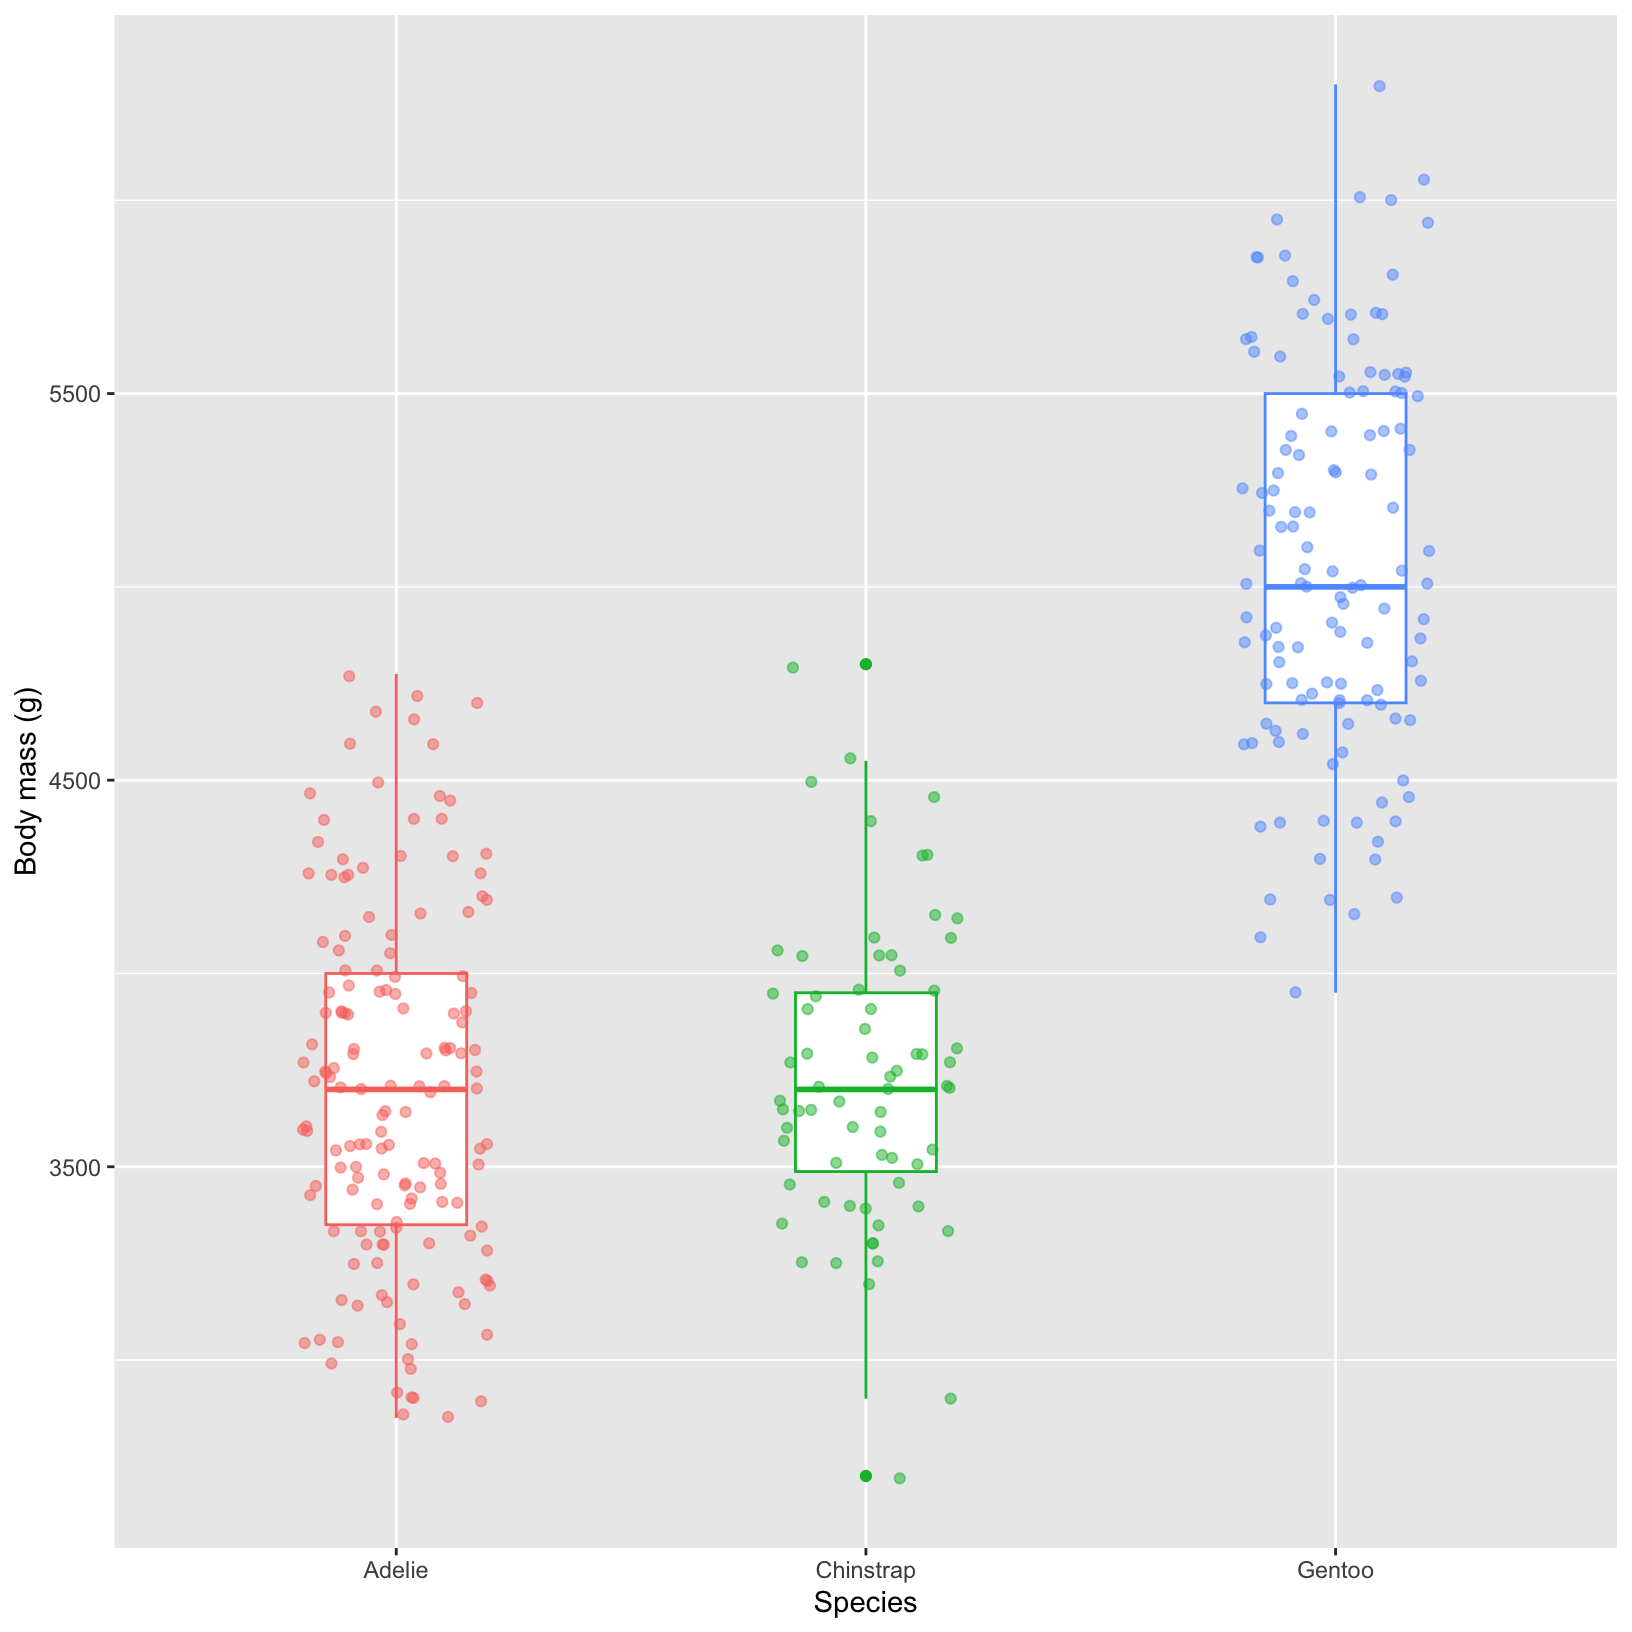 Body mass (g)
5500
4500
3500
Adelie
Chinstrap
Gentoo
Species